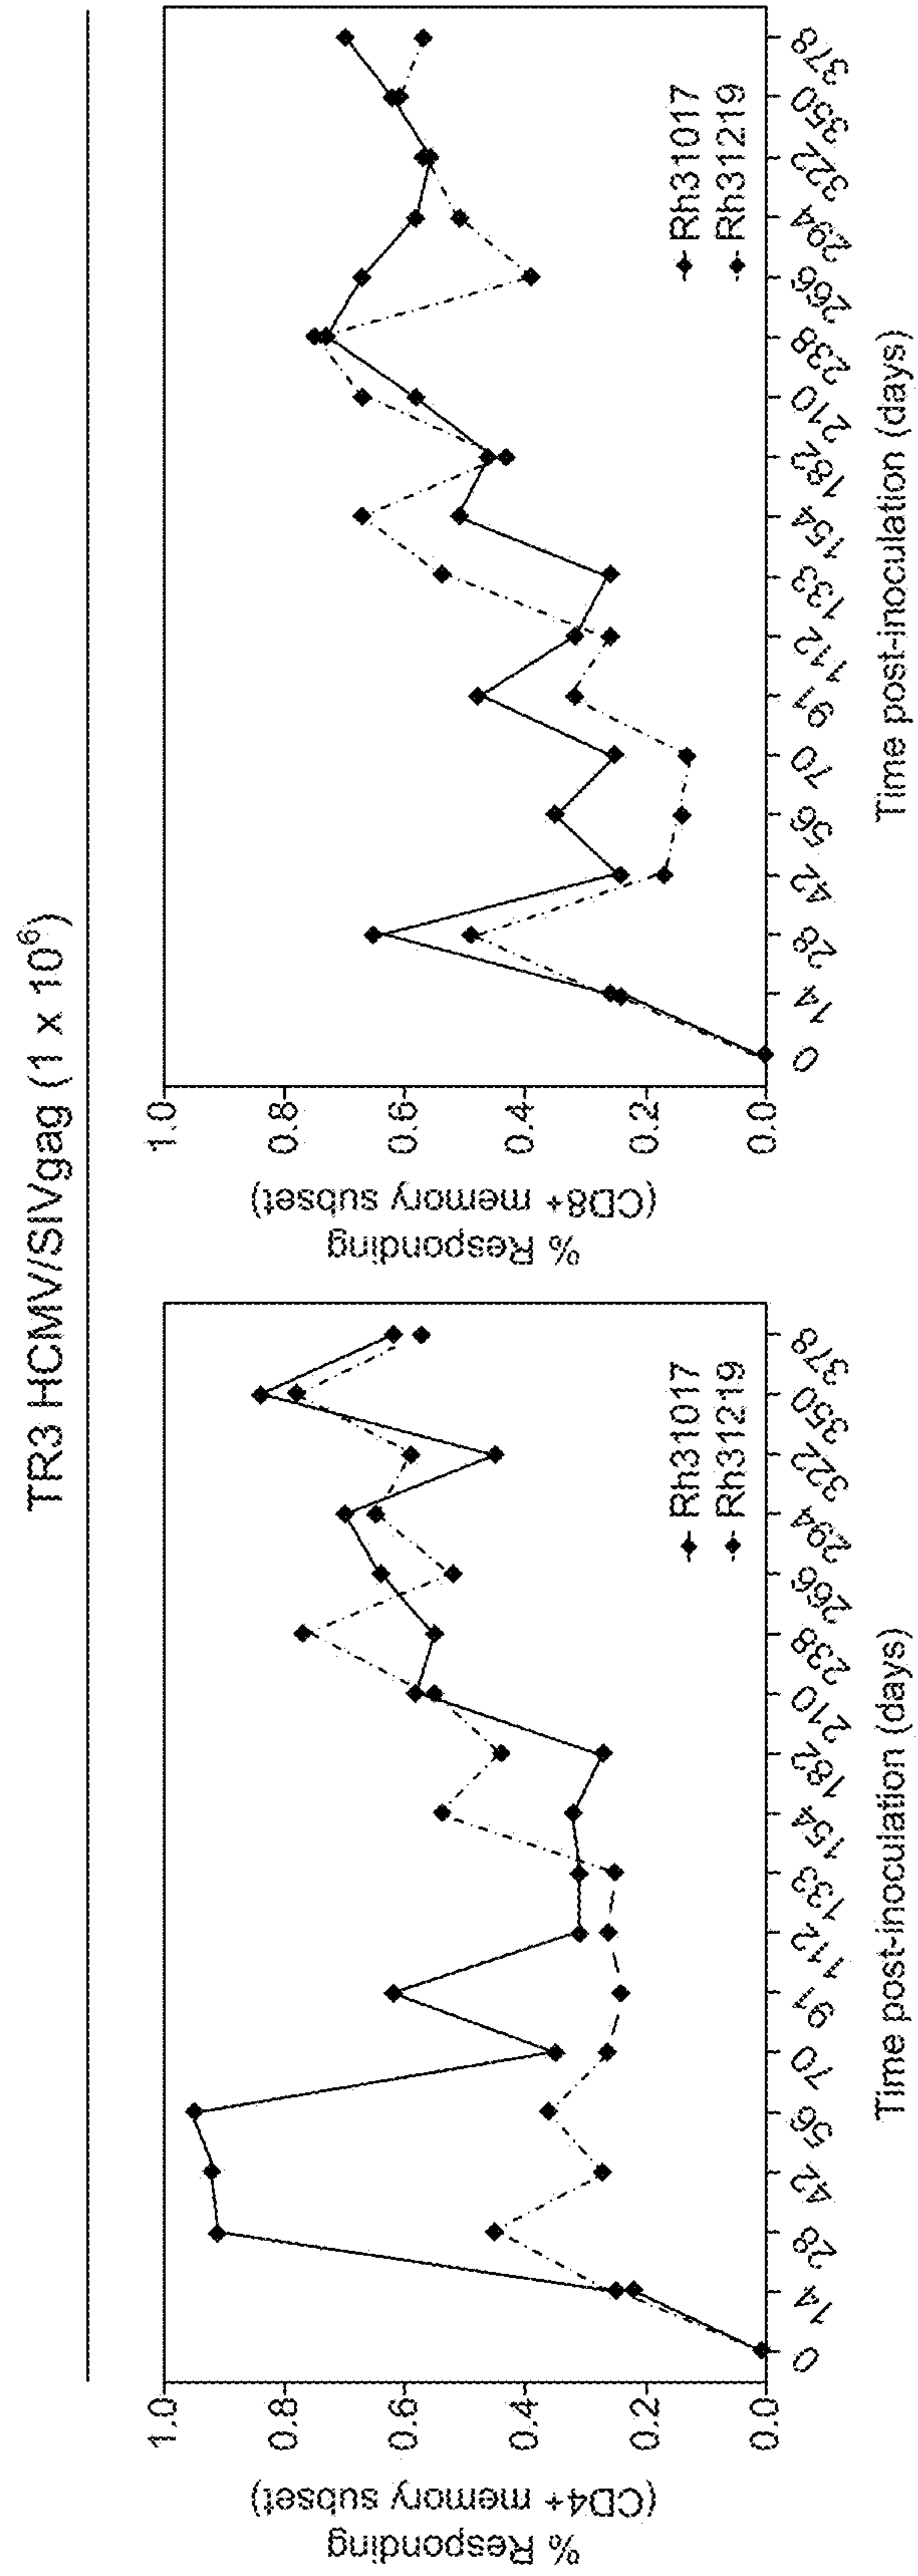 TR3 HCMV/SIVgag (1 x 10⁶)
% Responding
(CD4+ memory subset)
1.0
0.8
0.6
0.4
0.2
0.0
Rh31017
Rh31219
0 14 28 42 56 70 91 112 133 154 182 210 238 266 294 322 350 378
Time post-inoculation (days)
% Responding
(CD8+ memory subset)
1.0
0.8
0.6
0.4
0.2
0.0
Rh31017
Rh31219
0 14 28 42 56 70 91 112 133 154 182 210 238 266 294 322 350 378
Time post-inoculation (days)